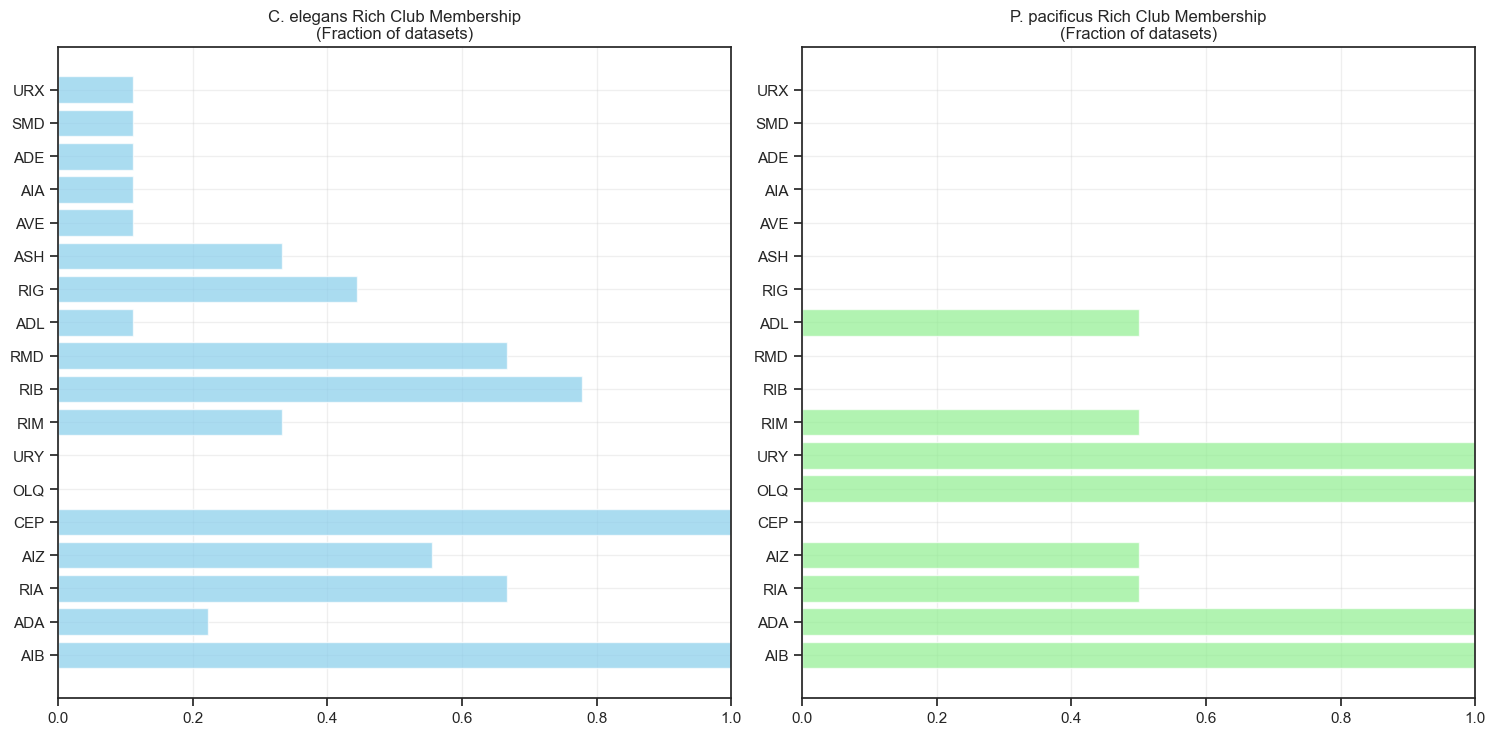 C. elegans Rich Club Membership
(Fraction of datasets)
URX
SMD
ADE
AIA
AVE
ASH
RIG
ADL
RMD
RIB
RIM
URY
OLQ
CEP
AIZ
RIA
ADA
AIB
0.0 0.2 0.4 0.6 0.8 1.0
P. pacificus Rich Club Membership
(Fraction of datasets)
URX
SMD
ADE
AIA
AVE
ASH
RIG
ADL
RMD
RIB
RIM
URY
OLQ
CEP
AIZ
RIA
ADA
AIB
0.0 0.2 0.4 0.6 0.8 1.0